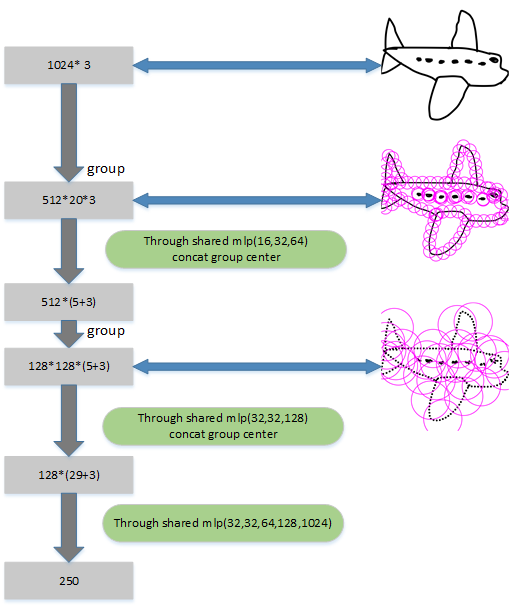 1024* 3
group
512*20*3
Through shared mlp(16,32,64)
concat group center
512*(5+3)
group
128*128*(5+3)
Through shared mlp(32,32,128)
concat group center
128*(29+3)
Through shared mlp(32,32,64,128,1024)
250